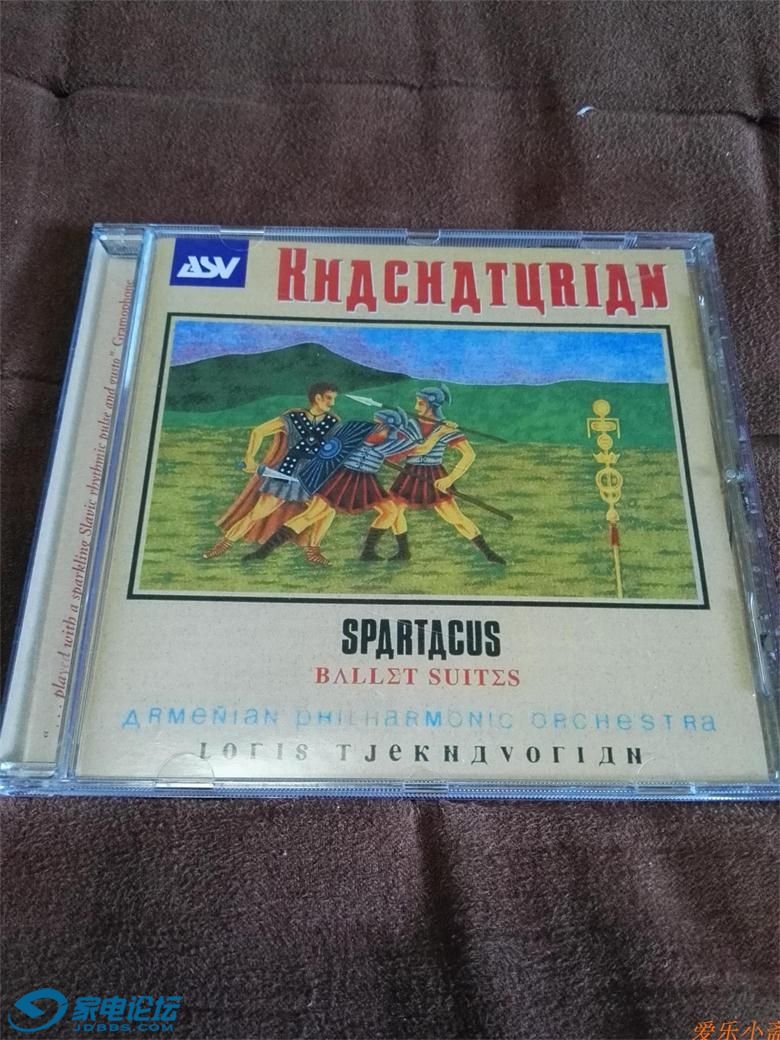 ASV
KHACHATURIAN
"... played with a sparkling Slavic rhythmic pulse and gusto" Gramophone
SPARTACUS
BALLET SUITES
ARMENIAN PHILHARMONIC ORCHESTRA
LORIS TJEKNAVORIAN
家电论坛
JDBBS.COM
爱乐小斋